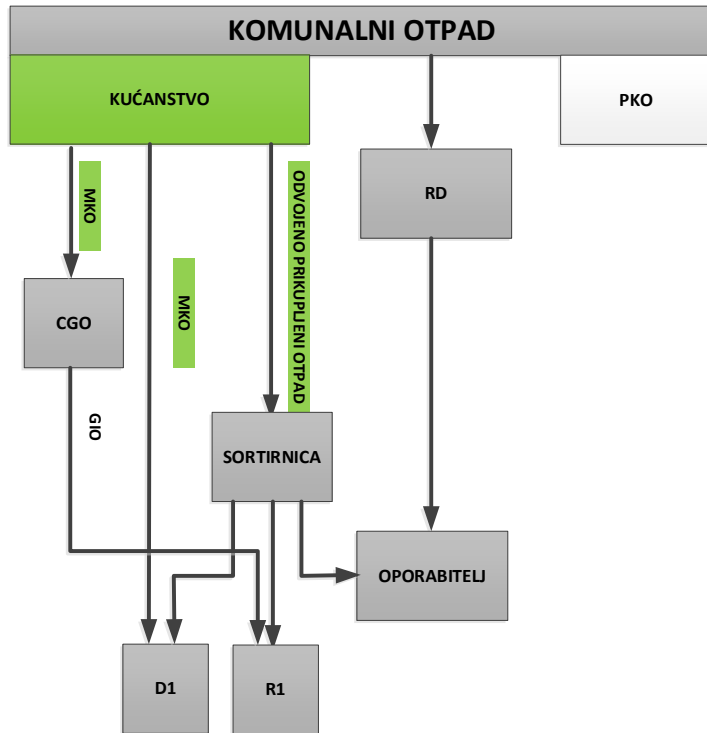 KOMUNALNI OTPAD
KUĆANSTVO
PKO
RD
MKO
MKO
ODVOJENO PRIKUPLJENI OTPAD
CGO
GIO
SORTIRNICA
OPORABITELJ
D1
R1